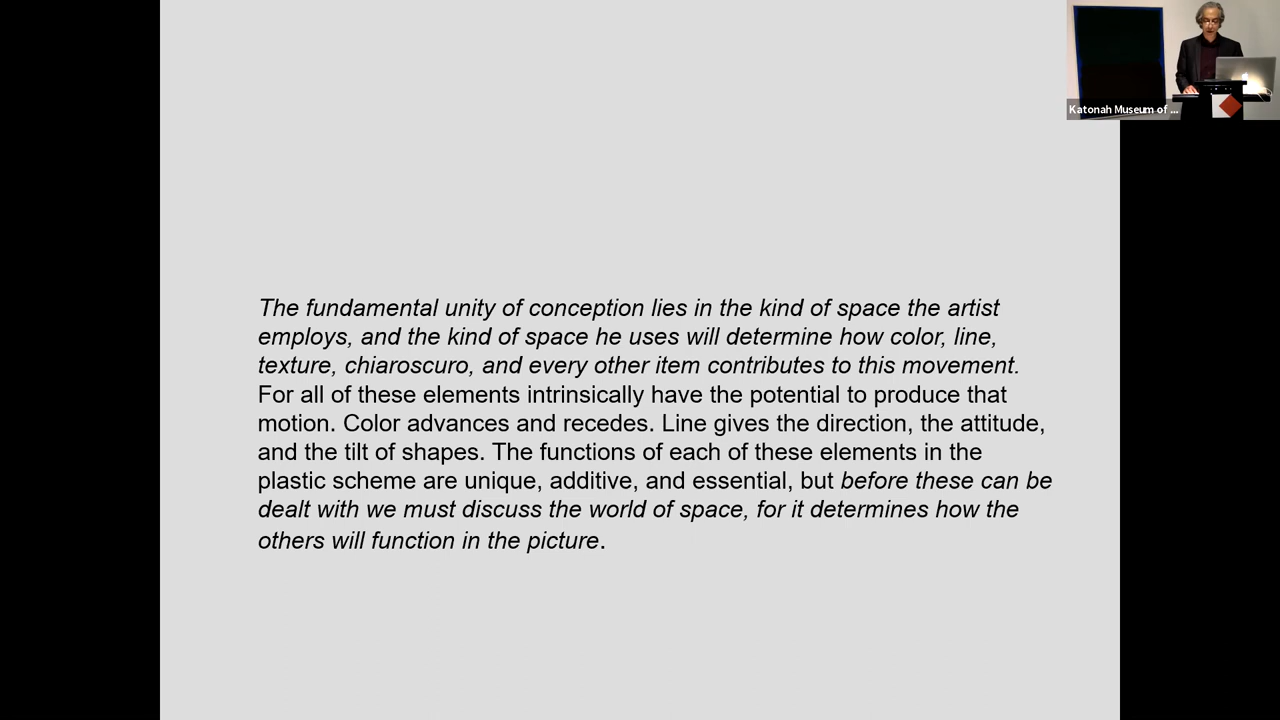 Katonah Museum of ...
The fundamental unity of conception lies in the kind of space the artist
employs, and the kind of space he uses will determine how color, line,
texture, chiaroscuro, and every other item contributes to this movement.
For all of these elements intrinsically have the potential to produce that
motion. Color advances and recedes. Line gives the direction, the attitude,
and the tilt of shapes. The functions of each of these elements in the
plastic scheme are unique, additive, and essential, but before these can be
dealt with we must discuss the world of space, for it determines how the
others will function in the picture.